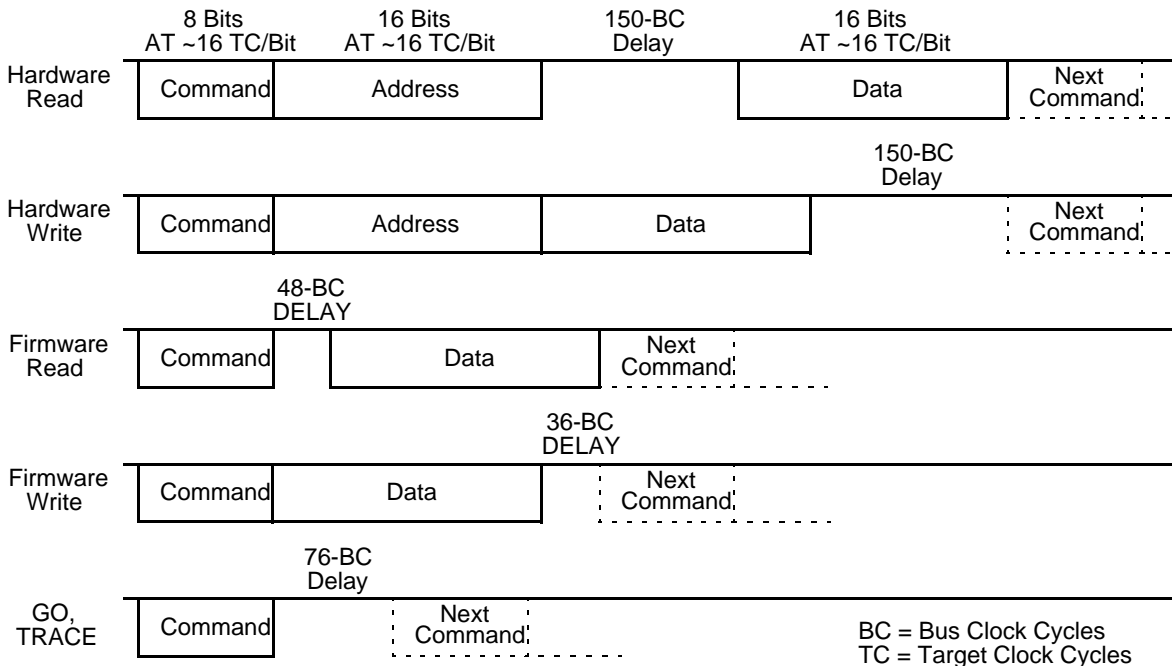 8 Bits
AT ~16 TC/Bit
16 Bits
AT ~16 TC/Bit
150-BC
Delay
16 Bits
AT ~16 TC/Bit
Hardware
Read
Command
Address
Data
Next
Command
150-BC
Delay
Hardware
Write
Command
Address
Data
Next
Command
48-BC
DELAY
Firmware
Read
Command
Data
Next
Command
36-BC
DELAY
Firmware
Write
Command
Data
Next
Command
76-BC
Delay
GO,
TRACE
Command
Next
Command
BC = Bus Clock Cycles
TC = Target Clock Cycles